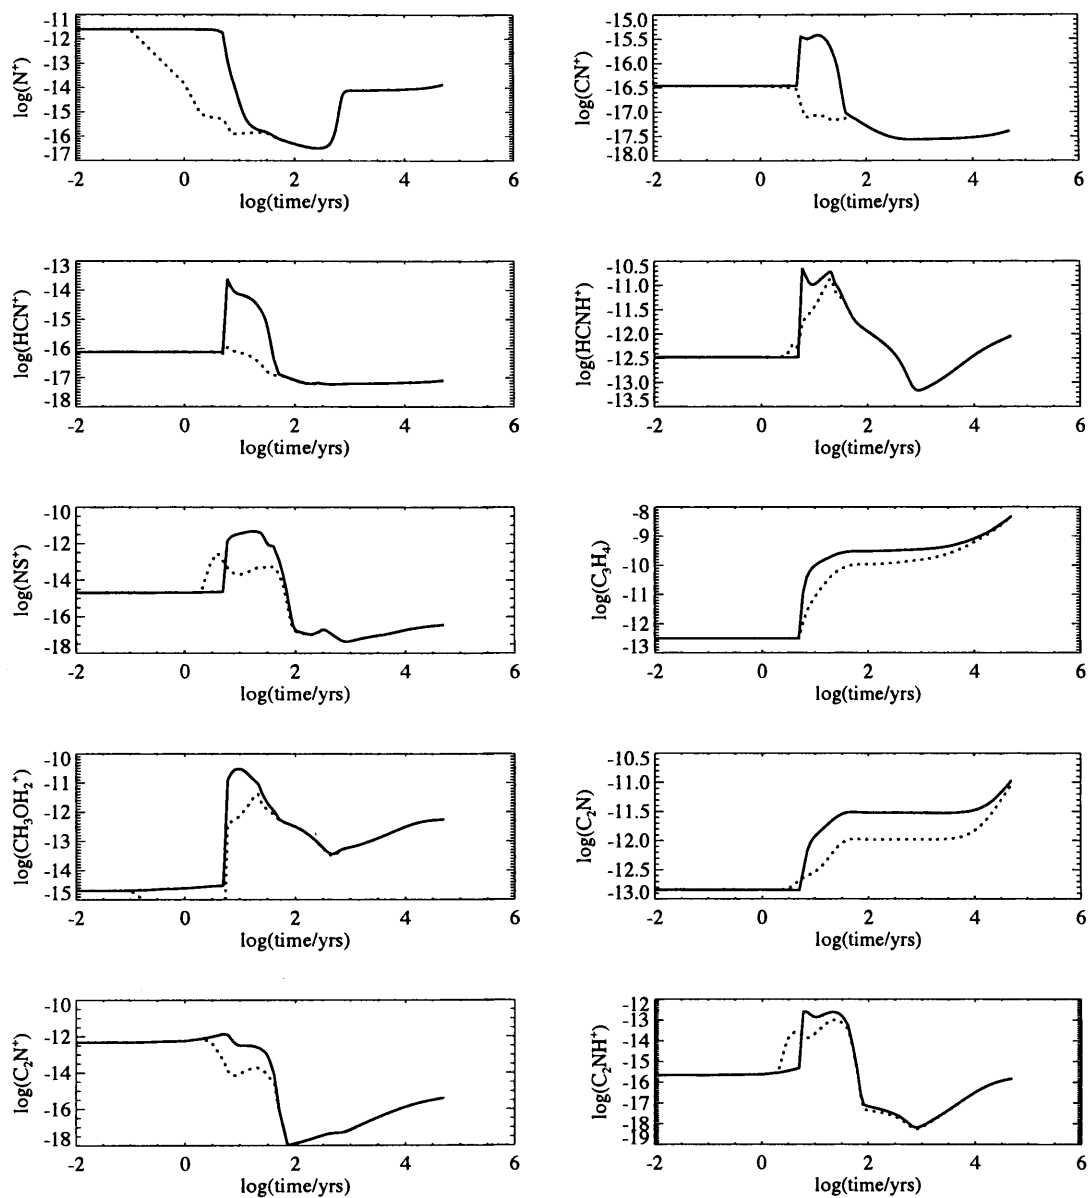 log(N⁺)
-11
-12
-14
-15
-16
-17
-2 0 2 4 6
log(time/yrs)
log(CN⁺)
-15.0
-15.5
-16.0
-16.5
-17.0
-17.5
-18.0
-2 0 2 4 6
log(time/yrs)
log(HCN⁺)
-13
-14
-15
-16
-17
-18
-2 0 2 4 6
log(time/yrs)
log(HCNH⁺)
-10.5
-11.0
-11.5
-12.0
-12.5
-13.0
-13.5
-2 0 2 4 6
log(time/yrs)
log(NS⁺)
-10
-12
-14
-16
-18
-2 0 2 4 6
log(time/yrs)
log(C₃H₄)
-8
-9
-10
-12
-13
-2 0 2 4 6
log(time/yrs)
log(CH₃OH₂⁺)
-10
-11
-12
-14
-15
-2 0 2 4 6
log(time/yrs)
log(C₂N)
-10.5
-11.0
-11.5
-12.0
-12.5
-13.0
-2 0 2 4 6
log(time/yrs)
log(C₂N⁺)
-10
-12
-14
-16
-18
-2 0 2 4 6
log(time/yrs)
log(C₂NH⁺)
-12
-13
-15
-16
-17
-18
-19
-2 0 2 4 6
log(time/yrs)